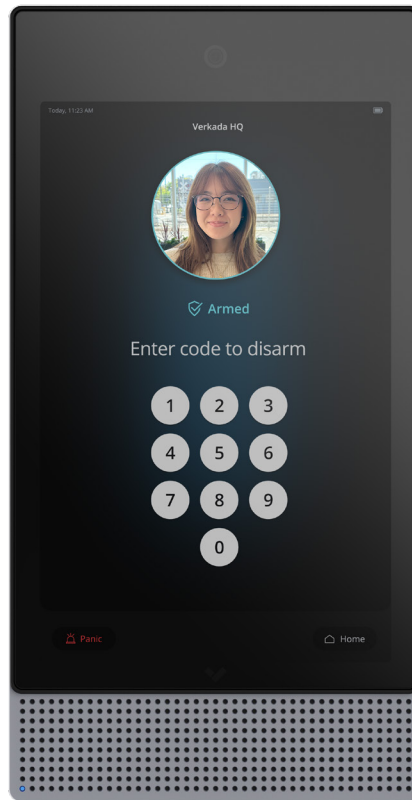 Today, 11:23 AM
Verkada HQ
Armed
Enter code to disarm
1 2 3
4 5 6
7 8 9
0
Panic
Home